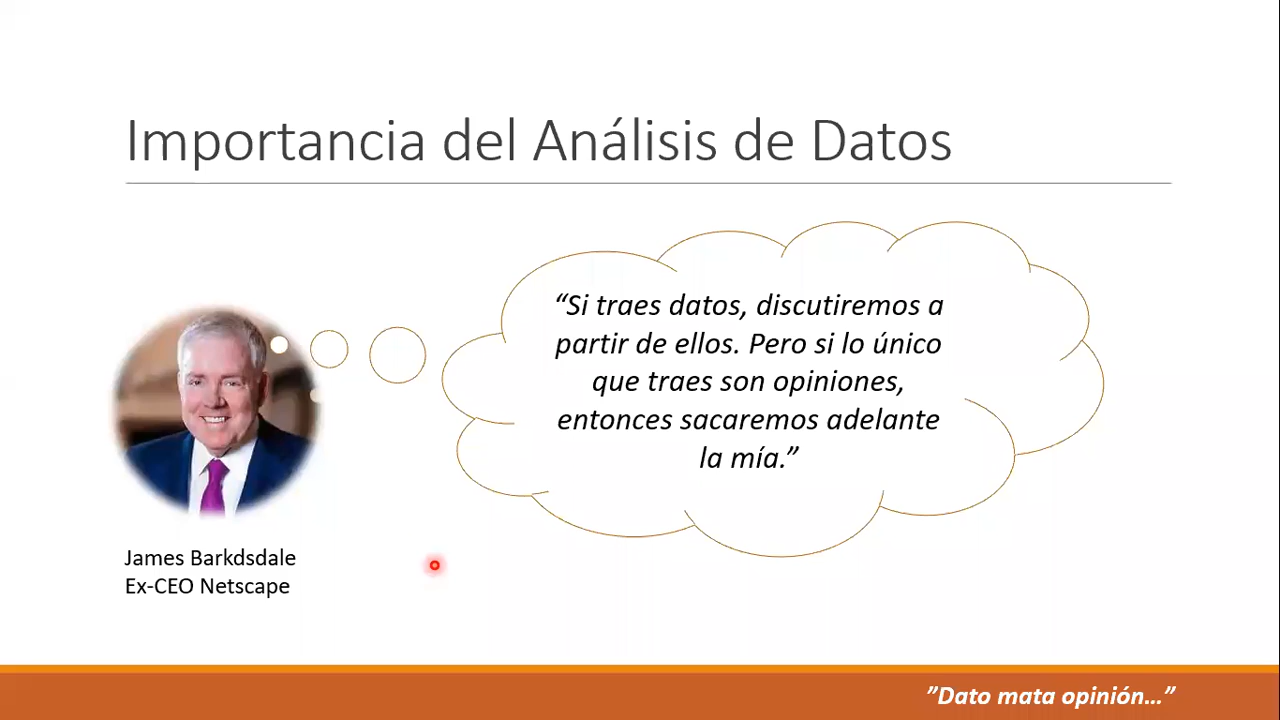 Importancia del Análisis de Datos
“Si traes datos, discutiremos a
partir de ellos. Pero si lo único
que traes son opiniones,
entonces sacaremos adelante
la mía.”
James Barkdsdale
Ex-CEO Netscape
”Dato mata opinión…”